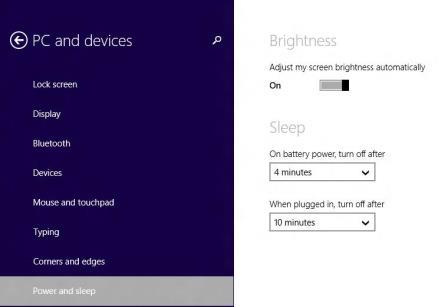 PC and devices
Lock screen
Display
Bluetooth
Devices
Mouse and touchpad
Typing
Corners and edges
Power and sleep
Brightness
Adjust my screen brightness automatically
On
Sleep
On battery power, turn off after
4 minutes
When plugged in, turn off after
10 minutes